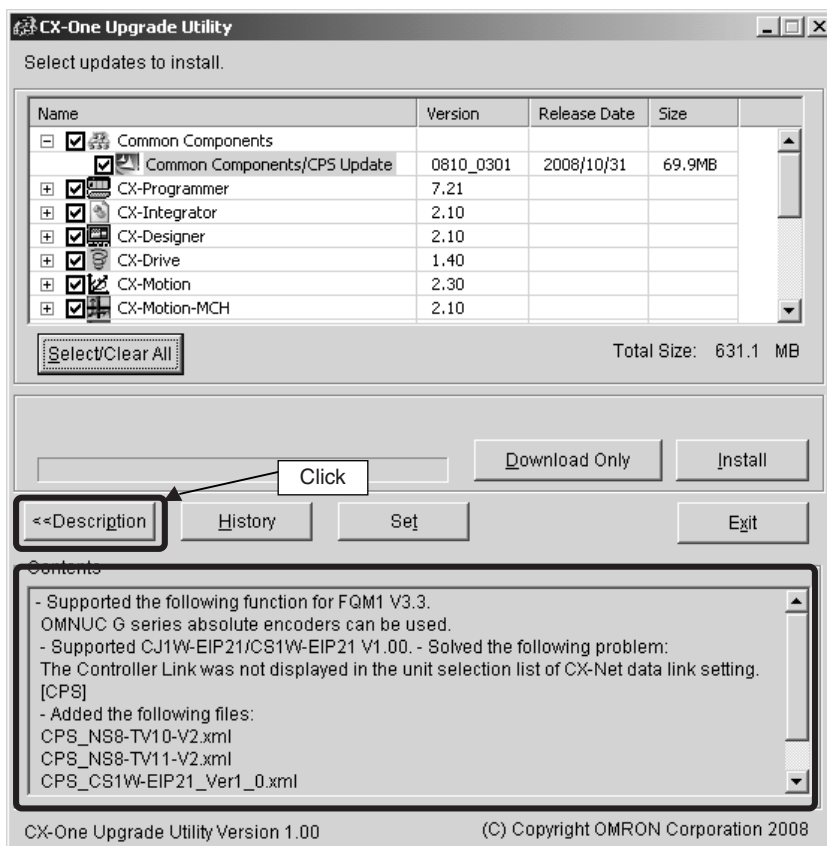 CX-One Upgrade Utility
Select updates to install.
Name Version Release Date Size
Common Components
Common Components/CPS Update 0810_0301 2008/10/31 69.9MB
CX-Programmer 7.21
CX-Integrator 2.10
CX-Designer 2.10
CX-Drive 1.40
CX-Motion 2.30
CX-Motion-MCH 2.10
Select/Clear All Total Size: 631.1 MB
Download Only Install
Click
<<Description History Set Exit
Contents
- Supported the following function for FQM1 V3.3.
OMNUC G series absolute encoders can be used.
- Supported CJ1W-EIP21/CS1W-EIP21 V1.00. - Solved the following problem:
The Controller Link was not displayed in the unit selection list of CX-Net data link setting.
[CPS]
- Added the following files:
CPS_NS8-TV10-V2.xml
CPS_NS8-TV11-V2.xml
CPS_CS1W-EIP21_Ver1_0.xml
CX-One Upgrade Utility Version 1.00 (C) Copyright OMRON Corporation 2008